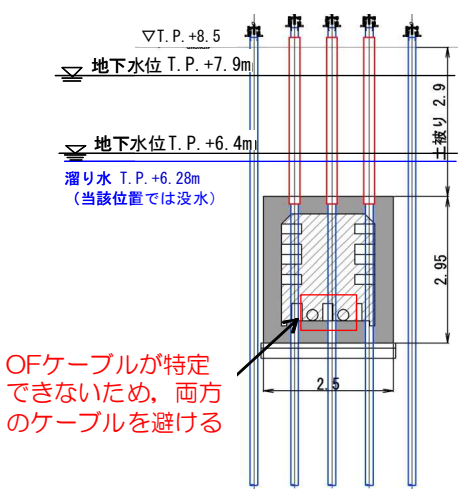 ▽T.P.+8.5
地下水位 T.P.+7.9m
地下水位 T.P.+6.4m
溜り水 T.P.+6.28m
（当該位置では没水）
土被り 2.9
2.95
2.5
OFケーブルが特定
できないため，両方
のケーブルを避ける